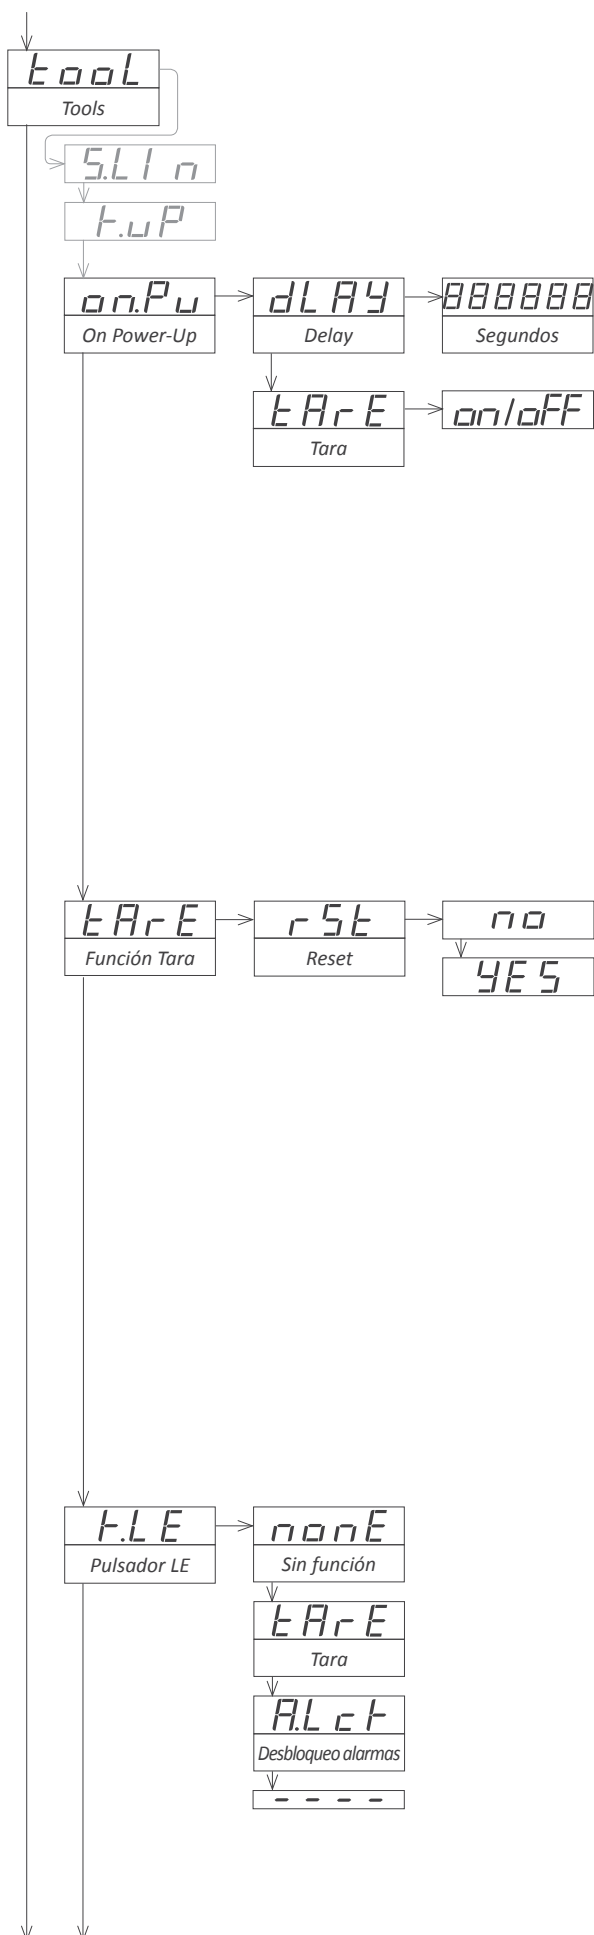 tool
Tools
S.LIn
K.uP
on.Pu dLAY 888888
On Power-Up Delay Segundos
tArE on/oFF
Tara
tArE rSt no
Función Tara Reset
YES
K.LE nonE
Pulsador LE Sin función
tArE
Tara
A.LcK
Desbloqueo alarmas
- - - -